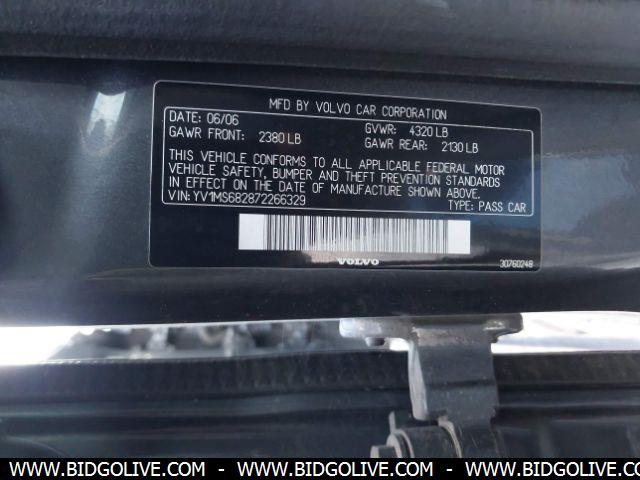 MFD BY VOLVO CAR CORPORATION
DATE: 06/06 GVWR: 4320 LB
GAWR FRONT: 2380 LB GAWR REAR: 2130 LB
THIS VEHICLE CONFORMS TO ALL APPLICABLE FEDERAL MOTOR
VEHICLE SAFETY, BUMPER AND THEFT PREVENTION STANDARDS
IN EFFECT ON THE DATE OF MANUFACTURE SHOWN ABOVE.
VIN: YV1MS682872266329 TYPE: PASS CAR
VOLVO 30760248
WWW.BIDGOLIVE.COM - WWW.BIDGOLIVE.COM - WWW.BIDGOLIVE.COM